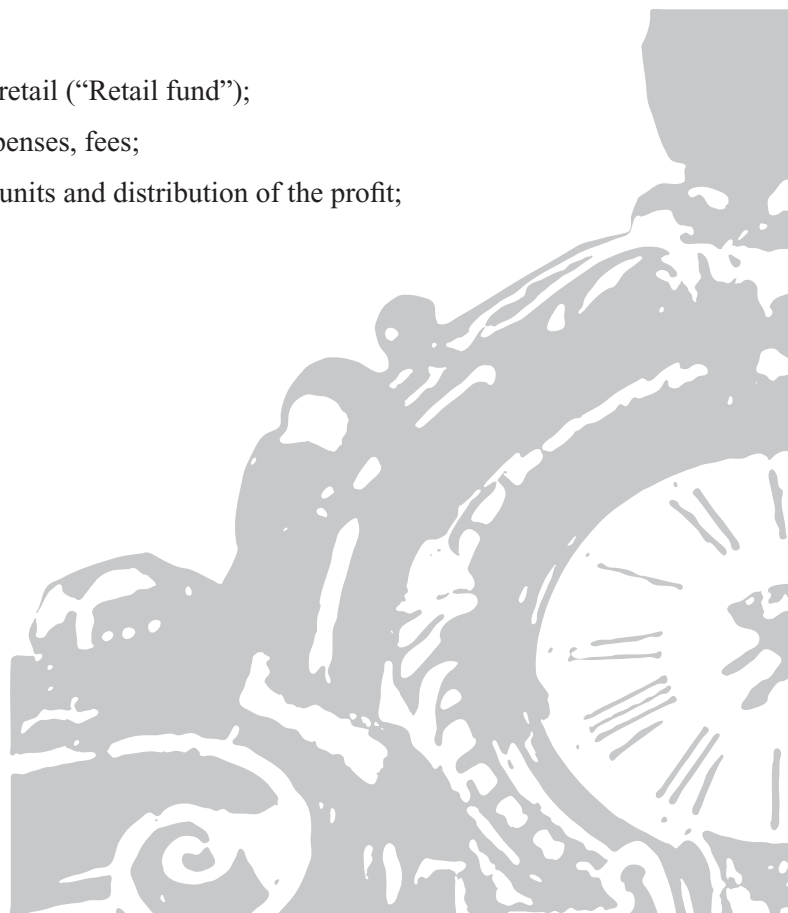 retail (“Retail fund”);
penses, fees;
units and distribution of the profit;